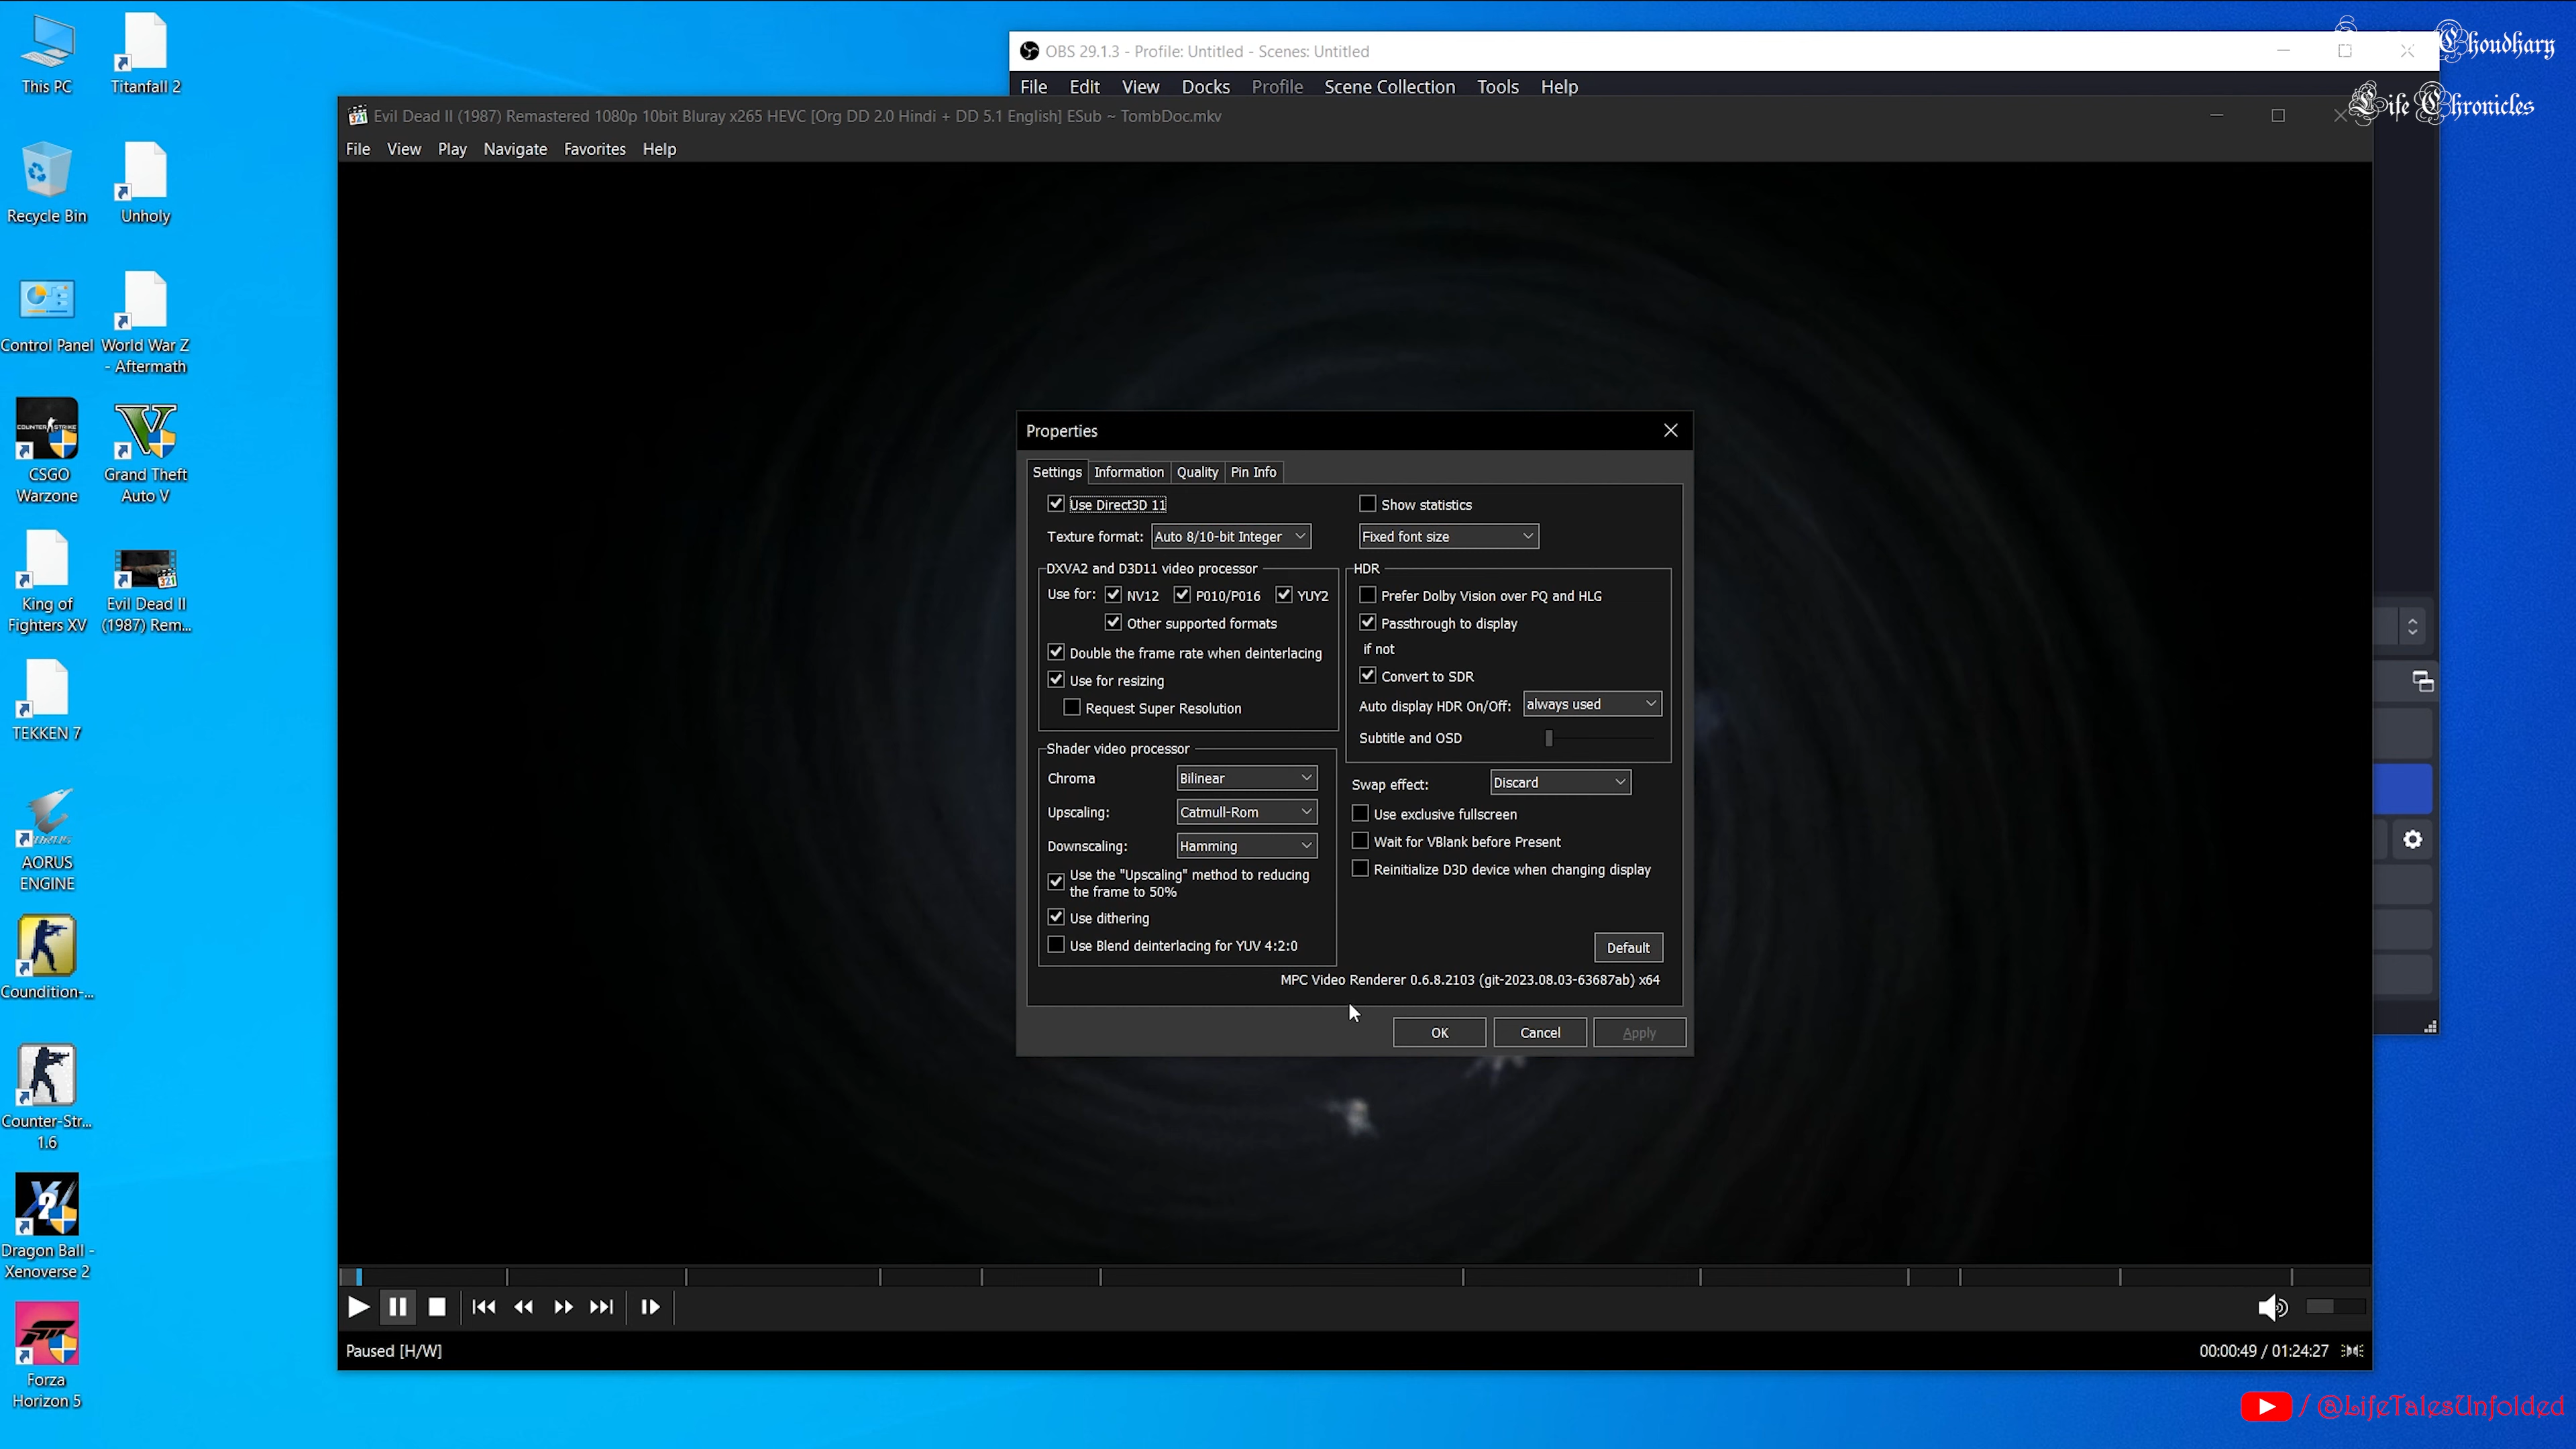 This PC
Titanfall 2
Recycle Bin
Unholy
Control Panel
World War Z
- Aftermath
COUNTER STRIKE
CSGO
Warzone
Grand Theft
Auto V
King of
Fighters XV
321
Evil Dead II
(1987) Rem...
TEKKEN 7
AORUS
ENGINE
Coundition-...
Counter-Str...
1.6
Dragon Ball -
Xenoverse 2
Forza
Horizon 5
OBS 29.1.3 - Profile: Untitled - Scenes: Untitled
Choudhary
File Edit View Docks Profile Scene Collection Tools Help
Life Chronicles
321 Evil Dead II (1987) Remastered 1080p 10bit Bluray x265 HEVC [Org DD 2.0 Hindi + DD 5.1 English] ESub ~ TombDoc.mkv
File View Play Navigate Favorites Help
Properties
Settings Information Quality Pin Info
Use Direct3D 11
Texture format: Auto 8/10-bit Integer
DXVA2 and D3D11 video processor
Use for: NV12 P010/P016 YUY2
Other supported formats
Double the frame rate when deinterlacing
Use for resizing
Request Super Resolution
Shader video processor
Chroma Bilinear
Upscaling: Catmull-Rom
Downscaling: Hamming
Use the "Upscaling" method to reducing
the frame to 50%
Use dithering
Use Blend deinterlacing for YUV 4:2:0
Show statistics
Fixed font size
HDR
Prefer Dolby Vision over PQ and HLG
Passthrough to display
if not
Convert to SDR
Auto display HDR On/Off: always used
Subtitle and OSD
Swap effect: Discard
Use exclusive fullscreen
Wait for VBlank before Present
Reinitialize D3D device when changing display
Default
MPC Video Renderer 0.6.8.2103 (git-2023.08.03-63687ab) x64
OK Cancel Apply
Paused [H/W]
00:00:49 / 01:24:27
/ @LifeTalesUnfolded